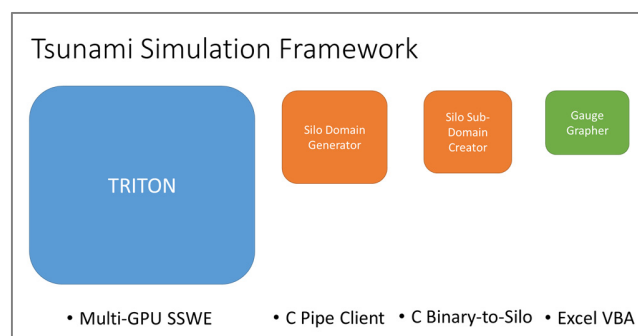 Tsunami Simulation Framework
TRITON
Silo Domain
Generator
Silo Sub-
Domain
Creator
Gauge
Grapher
• Multi-GPU SSWE
• C Pipe Client
• C Binary-to-Silo
• Excel VBA